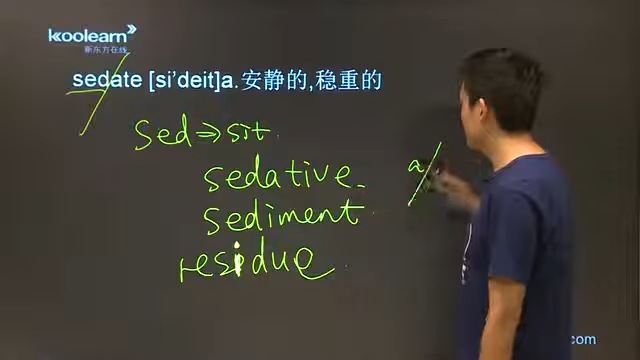 koolearn
新东方在线
sedate [si'deit]a.安静的,稳重的
sed⇒sit
sedative
a/
sediment
residue
.com